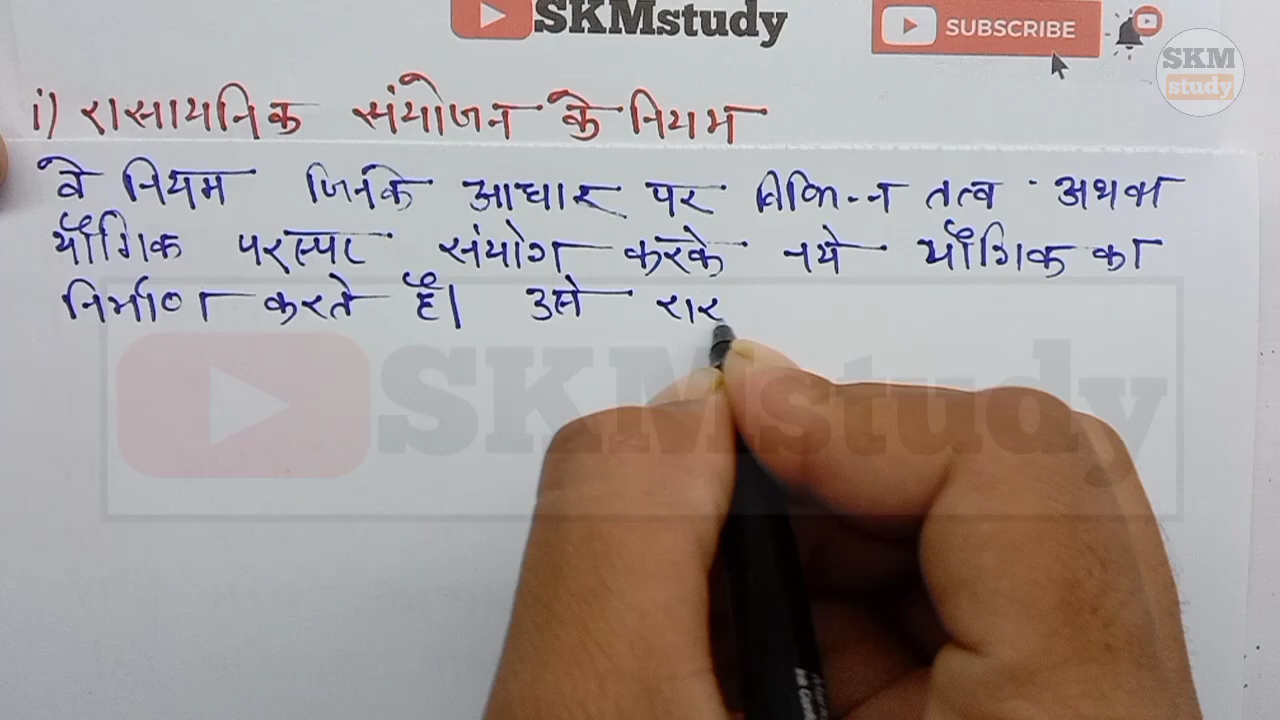 SKMstudy
SUBSCRIBE
SKM
study
i) रासायनिक संयोजन के नियम
वे नियम जिनके आधार पर विभिन्न तत्व अथवा
यौगिक परस्पर संयोग करके नये यौगिक का
निर्माण करते हैं। उसे रार
SKMstudy